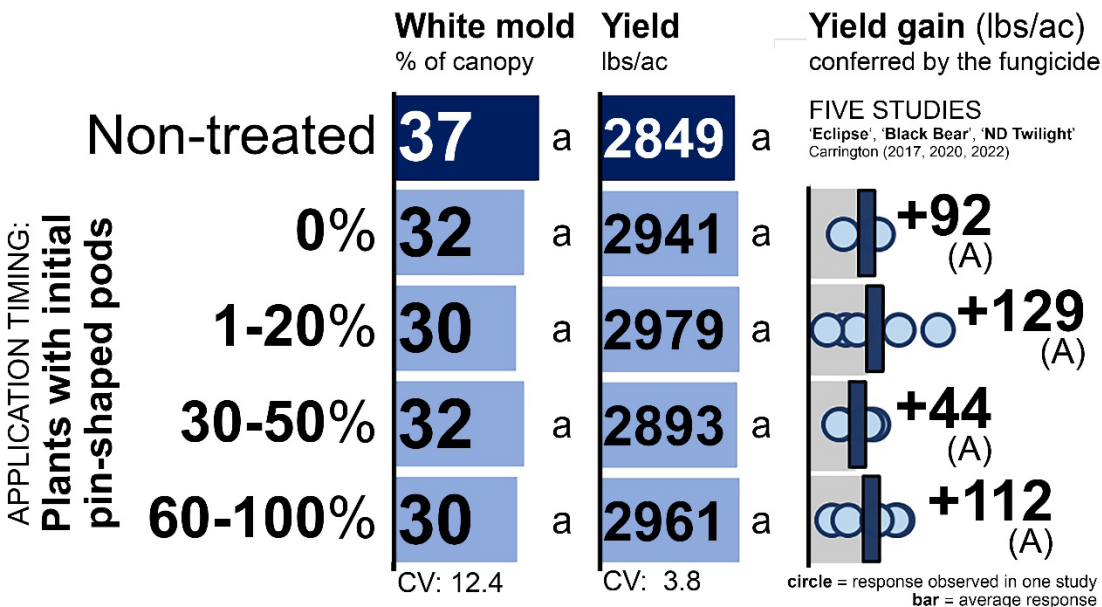 White mold
% of canopy
Yield
lbs/ac
Yield gain (lbs/ac)
conferred by the fungicide
FIVE STUDIES
‘Eclipse’, ‘Black Bear’, ‘ND Twilight’
Carrington (2017, 2020, 2022)
Non-treated 37 a 2849 a
APPLICATION TIMING:
Plants with initial
pin-shaped pods
0% 32 a 2941 a +92
(A)
1-20% 30 a 2979 a +129
(A)
30-50% 32 a 2893 a +44
(A)
60-100% 30 a 2961 a +112
(A)
CV: 12.4 CV: 3.8
circle = response observed in one study
bar = average response